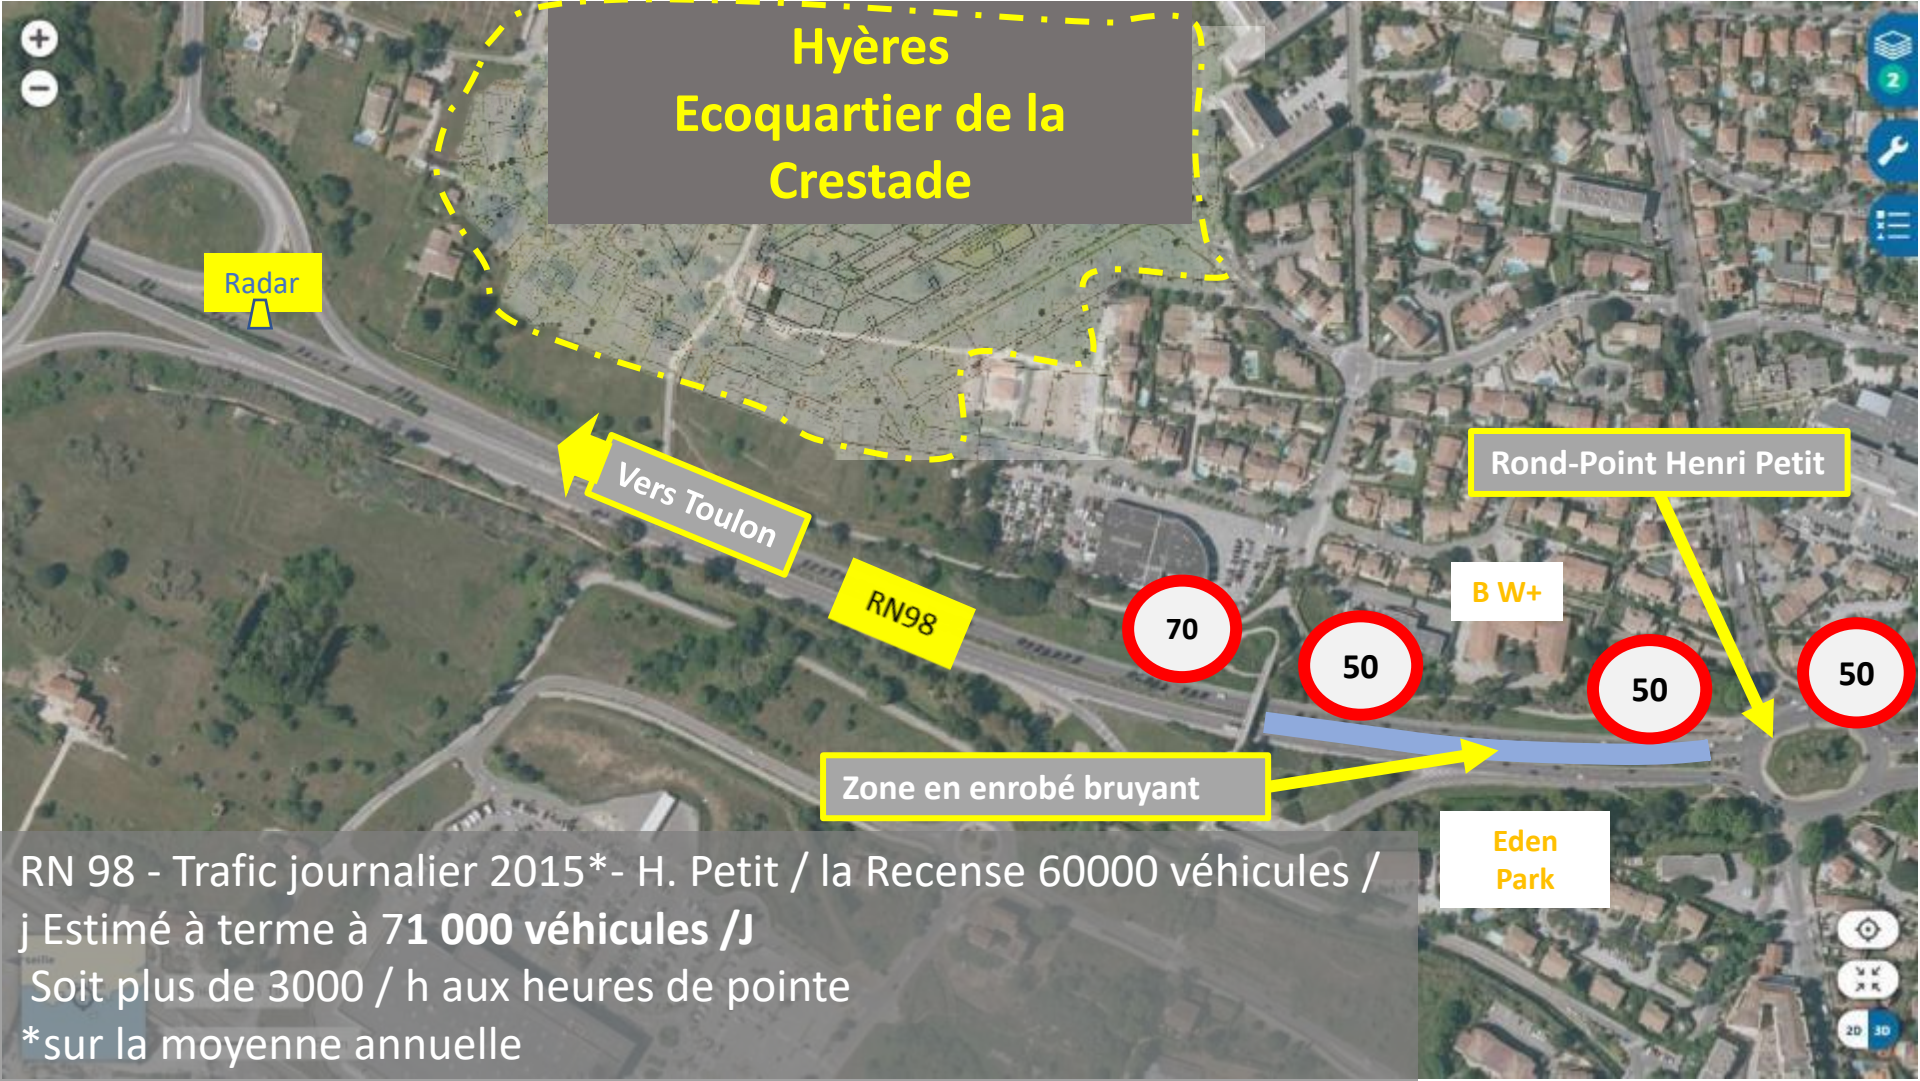 Hyères
Ecoquartier de la
Crestade
2
Radar
Vers Toulon
RN98
Rond-Point Henri Petit
B W+
70
50
50
50
Zone en enrobé bruyant
Eden
Park
RN 98 - Trafic journalier 2015*- H. Petit / la Recense 60000 véhicules /
j Estimé à terme à 71 000 véhicules /J
Soit plus de 3000 / h aux heures de pointe
*sur la moyenne annuelle
seille
2D 3D